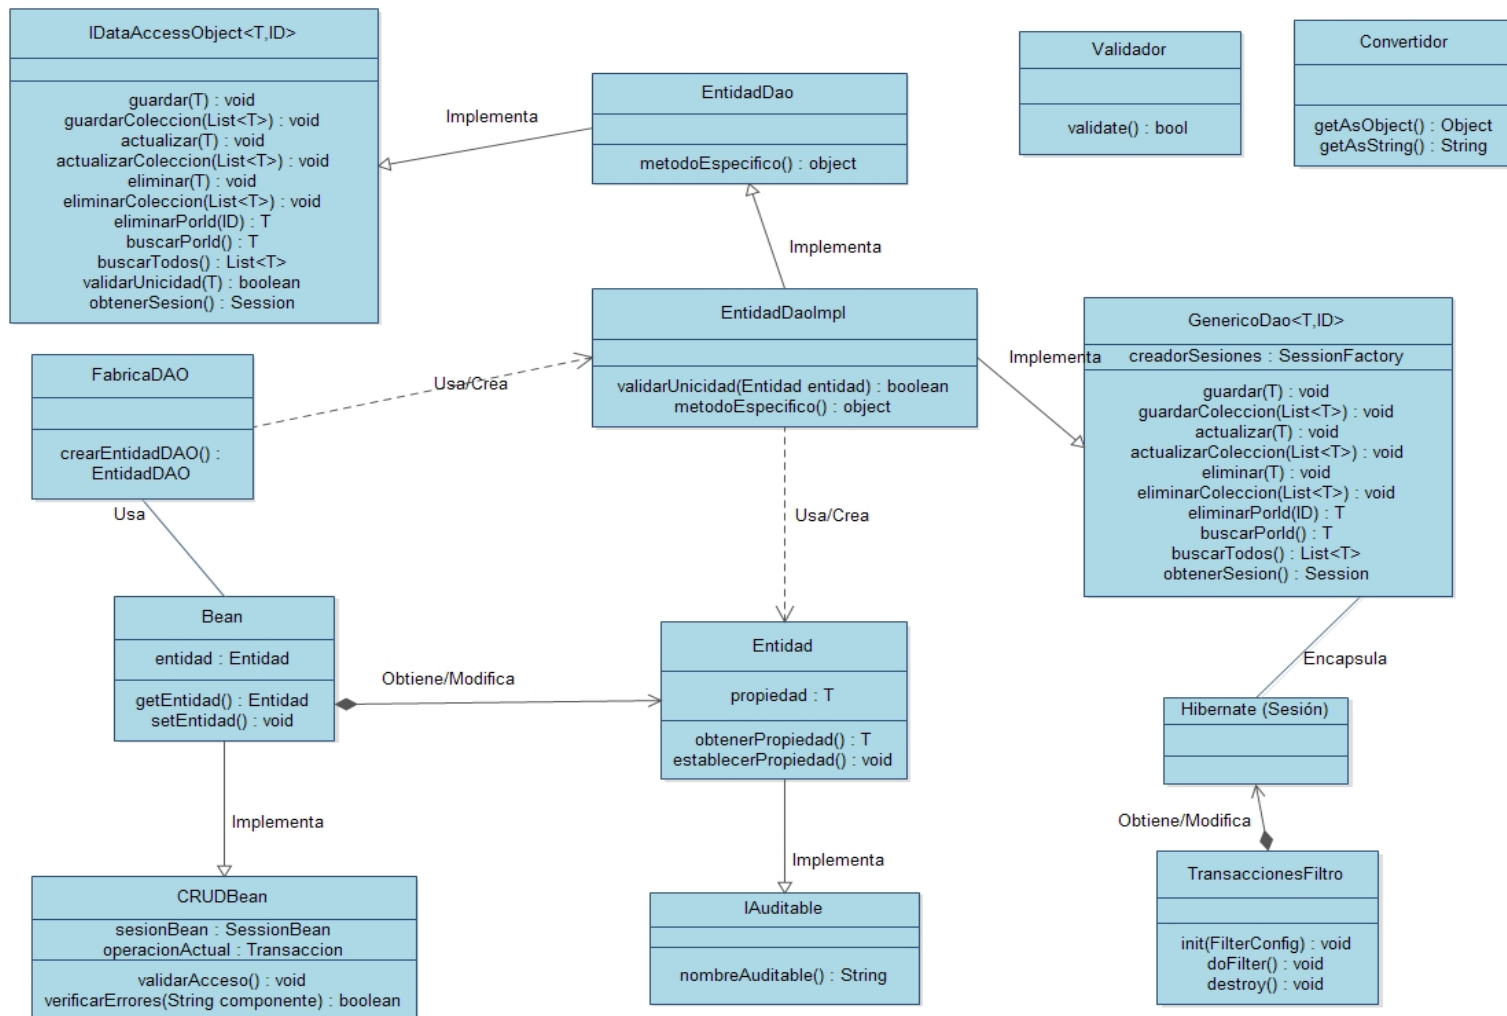 IDataAccessObject<T,ID>
guardar(T) : void
guardarColeccion(List<T>) : void
actualizar(T) : void
actualizarColeccion(List<T>) : void
eliminar(T) : void
eliminarColeccion(List<T>) : void
eliminarPorId(ID) : T
buscarPorId() : T
buscarTodos() : List<T>
validarUnicidad(T) : boolean
obtenerSesion() : Session
Implementa
EntidadDao
metodoEspecifico() : object
Validador
validate() : bool
Convertidor
getAsObject() : Object
getAsString() : String
Implementa
EntidadDaoImpl
validarUnicidad(Entidad entidad) : boolean
metodoEspecifico() : object
Implementa
GenericoDao<T,ID>
creadorSesiones : SessionFactory
guardar(T) : void
guardarColeccion(List<T>) : void
actualizar(T) : void
actualizarColeccion(List<T>) : void
eliminar(T) : void
eliminarColeccion(List<T>) : void
eliminarPorId(ID) : T
buscarPorId() : T
buscarTodos() : List<T>
obtenerSesion() : Session
FabricaDAO
crearEntidadDAO() :
EntidadDAO
Usa/Crea
Usa
Usa/Crea
Bean
entidad : Entidad
getEntidad() : Entidad
setEntidad() : void
Obtiene/Modifica
Entidad
propiedad : T
obtenerPropiedad() : T
establecerPropiedad() : void
Encapsula
Hibernate (Sesión)
Obtiene/Modifica
TransaccionesFiltro
init(FilterConfig) : void
doFilter() : void
destroy() : void
Implementa
CRUDBean
sesionBean : SessionBean
operacionActual : Transaccion
validarAcceso() : void
verificarErrores(String componente) : boolean
Implementa
IAuditable
nombreAuditable() : String